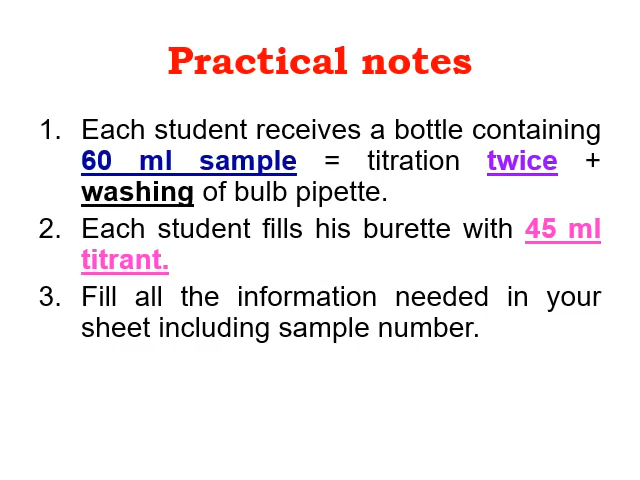 Practical notes
1. Each student receives a bottle containing
60 ml sample = titration twice +
washing of bulb pipette.
2. Each student fills his burette with 45 ml
titrant.
3. Fill all the information needed in your
sheet including sample number.